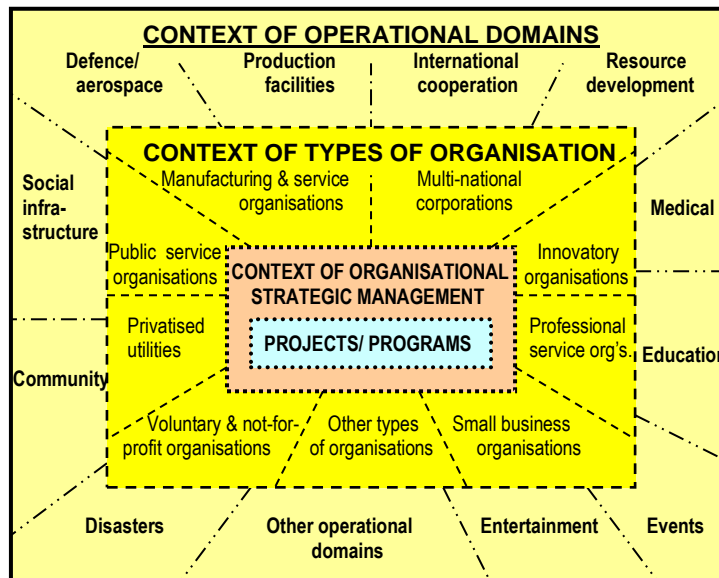 CONTEXT OF OPERATIONAL DOMAINS
Defence/
aerospace
Production
facilities
International
cooperation
Resource
development
CONTEXT OF TYPES OF ORGANISATION
Manufacturing & service
organisations
Multi-national
corporations
Social
infra-
structure
Medical
Public service
organisations
Innovatory
organisations
CONTEXT OF ORGANISATIONAL
STRATEGIC MANAGEMENT
PROJECTS/ PROGRAMS
Privatised
utilities
Professional
service org's.
Community
Education
Voluntary & not-for-
profit organisations
Other types
of organisations
Small business
organisations
Disasters
Other operational
domains
Entertainment
Events